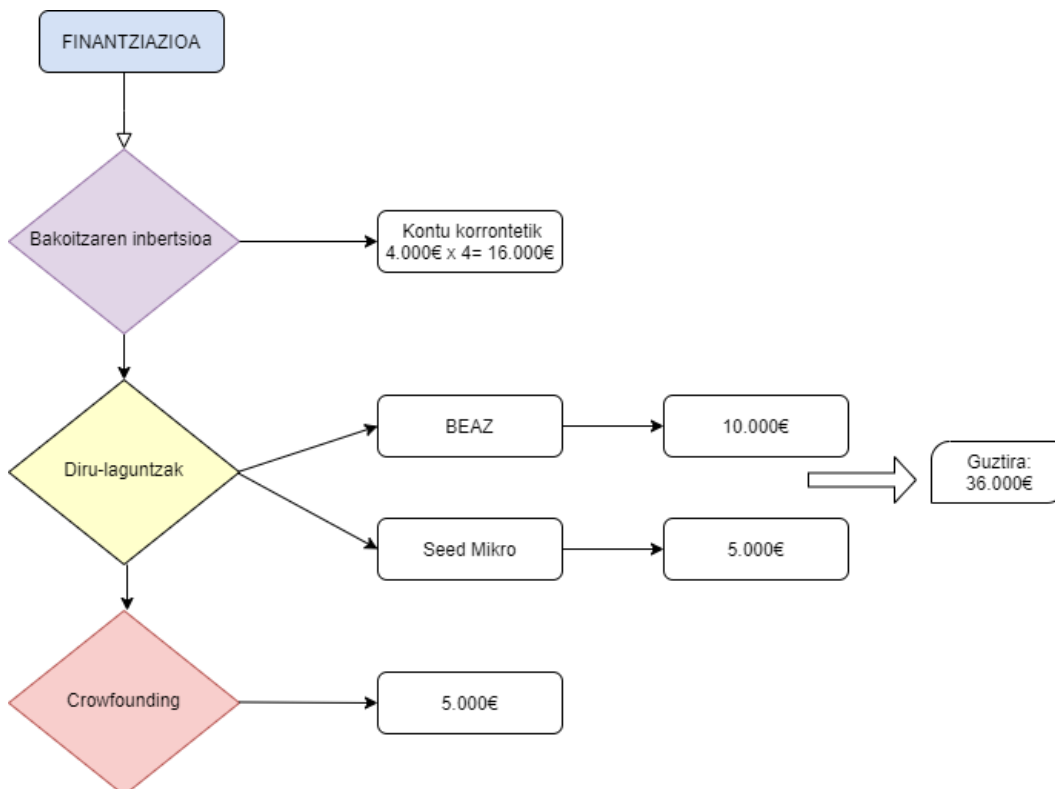 FINANTZIAZIOA
Bakoitzaren inbertsioa
Kontu korrontetik
4.000€ x 4= 16.000€
Diru-laguntzak
BEAZ
10.000€
Guztira:
36.000€
Seed Mikro
5.000€
Crowfounding
5.000€